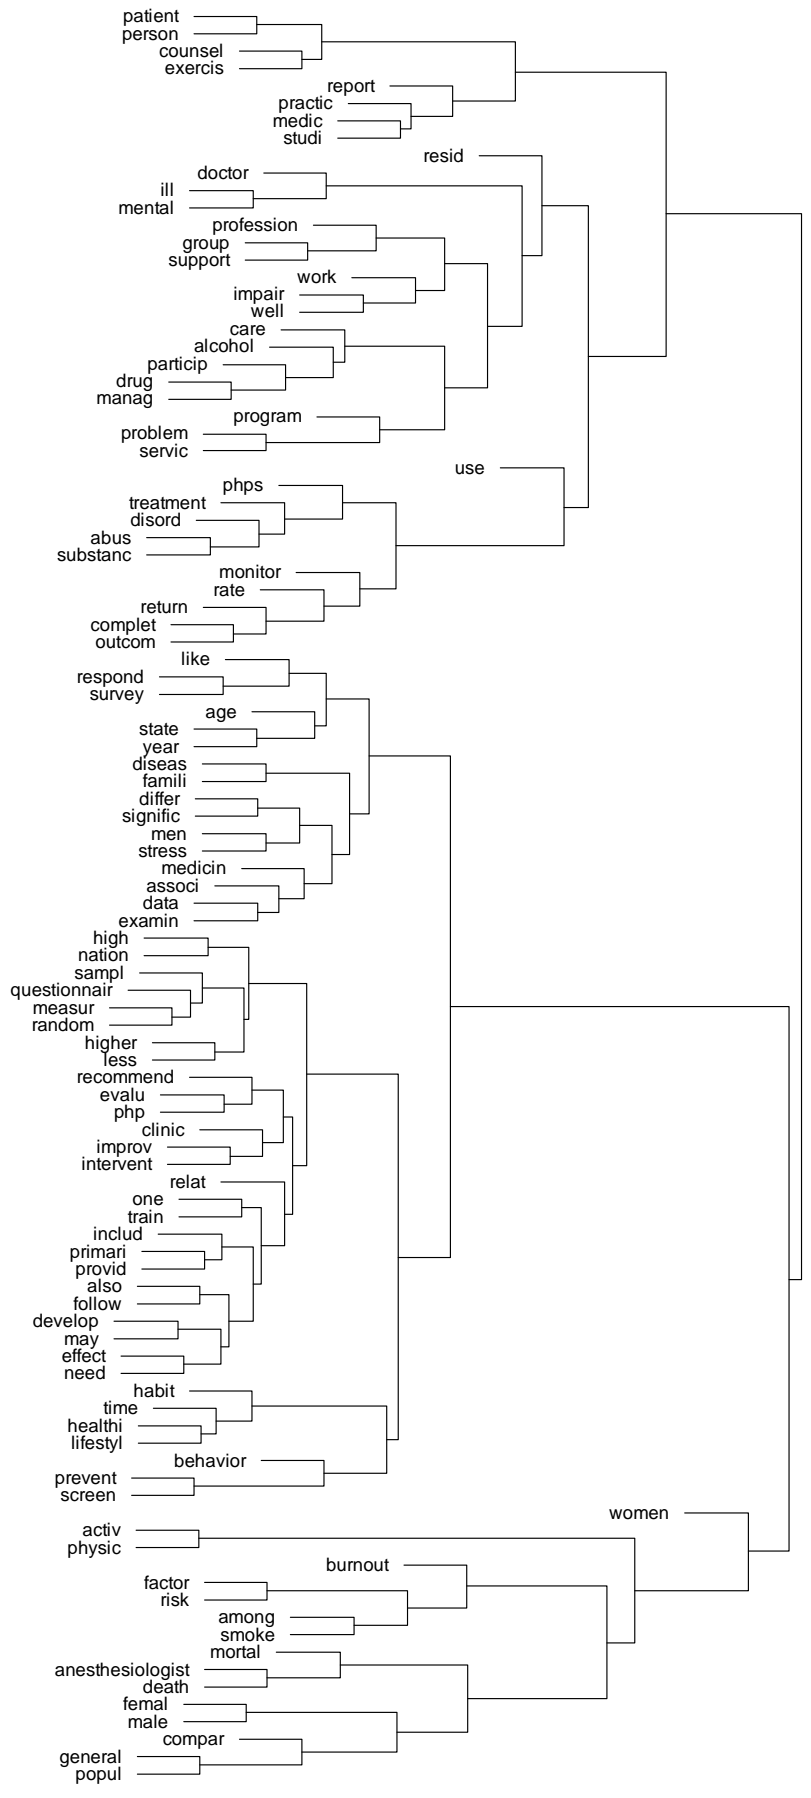 patient
person
counsel
exercis
report
practic
medic
studi
resid
doctor
ill
mental
profession
group
support
work
impair
well
care
alcohol
particip
drug
manag
program
problem
servic
use
phps
treatment
disord
abus
substanc
monitor
rate
return
complet
outcom
like
respond
survey
age
state
year
diseas
famili
differ
signific
men
stress
medicin
associ
data
examin
high
nation
sampl
questionnair
measur
random
higher
less
recommend
evalu
php
clinic
improv
intervent
relat
one
train
includ
primari
provid
also
follow
develop
may
effect
need
habit
time
healthi
lifestyl
behavior
prevent
screen
women
activ
physic
burnout
factor
risk
among
smoke
mortal
anesthesiologist
death
femal
male
compar
general
popul